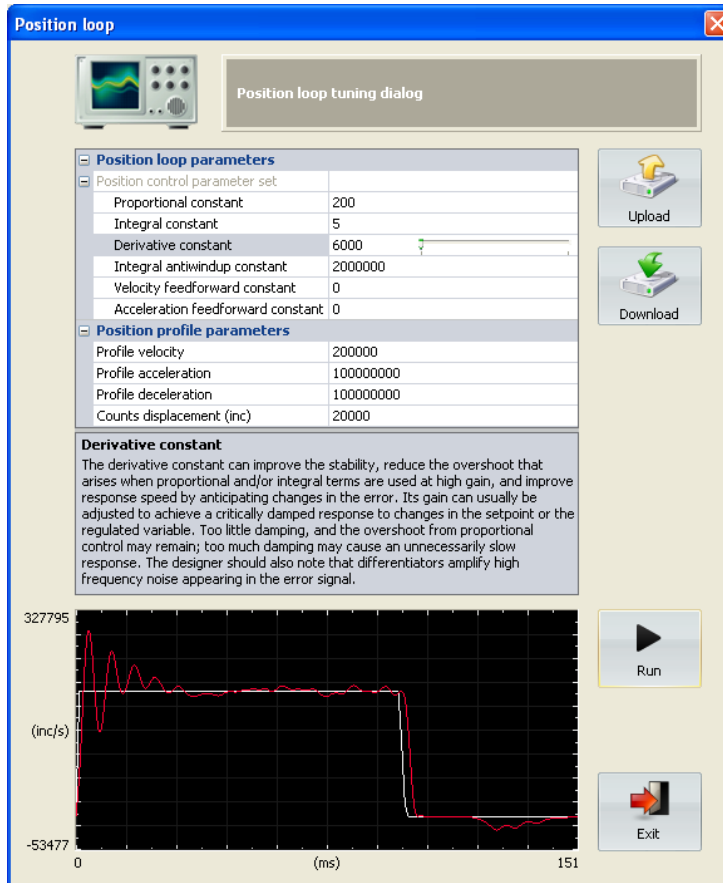 Position loop
Position loop tuning dialog
Position loop parameters
Position control parameter set
Proportional constant 200
Integral constant 5
Derivative constant 6000
Integral antiwindup constant 2000000
Velocity feedforward constant 0
Acceleration feedforward constant 0
Position profile parameters
Profile velocity 200000
Profile acceleration 100000000
Profile deceleration 100000000
Counts displacement (inc) 20000
Upload
Download
Derivative constant
The derivative constant can improve the stability, reduce the overshoot that
arises when proportional and/or integral terms are used at high gain, and improve
response speed by anticipating changes in the error. Its gain can usually be
adjusted to achieve a critically damped response to changes in the setpoint or the
regulated variable. Too little damping, and the overshoot from proportional
control may remain; too much damping may cause an unnecessarily slow
response. The designer should also note that differentiators amplify high
frequency noise appearing in the error signal.
327795
(inc/s)
-53477
0 (ms) 151
Run
Exit